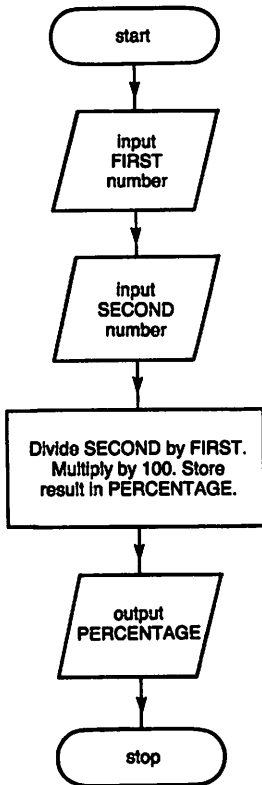 start
input
FIRST
number
input
SECOND
number
Divide SECOND by FIRST.
Multiply by 100. Store
result in PERCENTAGE.
output
PERCENTAGE
stop